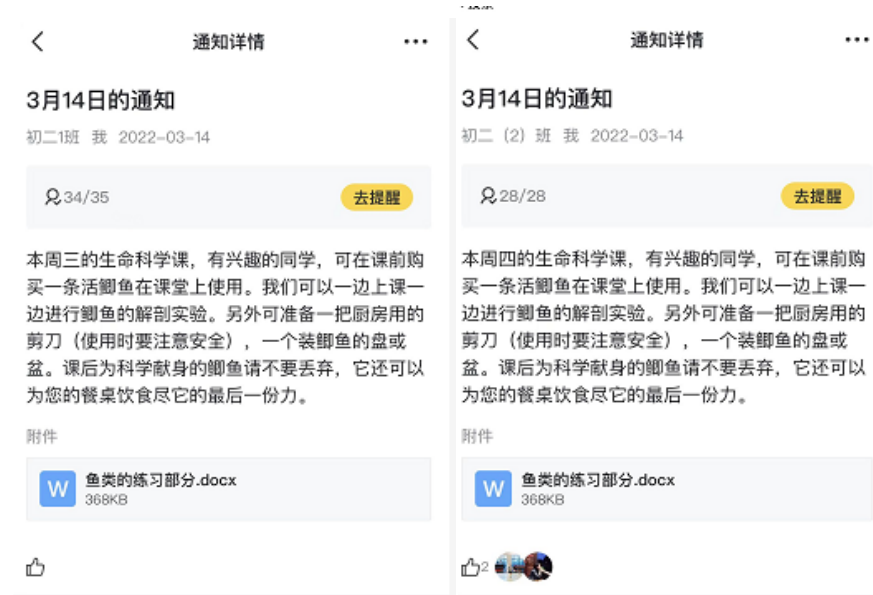 通知详情
3月14日的通知
初二1班 我 2022-03-14
34/35
去提醒
本周三的生命科学课，有兴趣的同学，可在课前购
买一条活鲫鱼在课堂上使用。我们可以一边上课一
边进行鲫鱼的解剖实验。另外可准备一把厨房用的
剪刀（使用时要注意安全），一个装鲫鱼的盘或
盆。课后为科学献身的鲫鱼请不要丢弃，它还可以
为您的餐桌饮食尽它的最后一份力。
附件
W
鱼类的练习部分.docx
368KB
通知详情
3月14日的通知
初二（2）班 我 2022-03-14
28/28
去提醒
本周四的生命科学课，有兴趣的同学，可在课前购
买一条活鲫鱼在课堂上使用。我们可以一边上课一
边进行鲫鱼的解剖实验。另外可准备一把厨房用的
剪刀（使用时要注意安全），一个装鲫鱼的盘或
盆。课后为科学献身的鲫鱼请不要丢弃，它还可以
为您的餐桌饮食尽它的最后一份力。
附件
W
鱼类的练习部分.docx
368KB
2